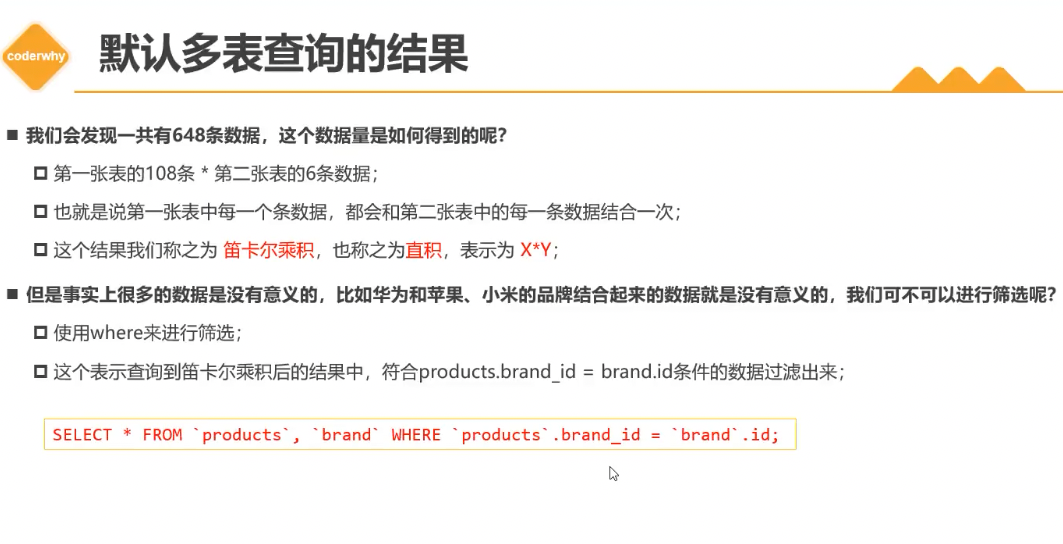 coderwhy
默认多表查询的结果
■ 我们会发现一共有648条数据，这个数据量是如何得到的呢？
第一张表的108条 * 第二张表的6条数据；
也就是说第一张表中每一个条数据，都会和第二张表中的每一条数据结合一次；
这个结果我们称之为 笛卡尔乘积，也称之为直积，表示为 X*Y；
■ 但是事实上很多的数据是没有意义的，比如华为和苹果、小米的品牌结合起来的数据就是没有意义的，我们可不可以进行筛选呢？
使用where来进行筛选；
这个表示查询到笛卡尔乘积后的结果中，符合products.brand_id = brand.id条件的数据过滤出来；
SELECT * FROM `products`, `brand` WHERE `products`.brand_id = `brand`.id;